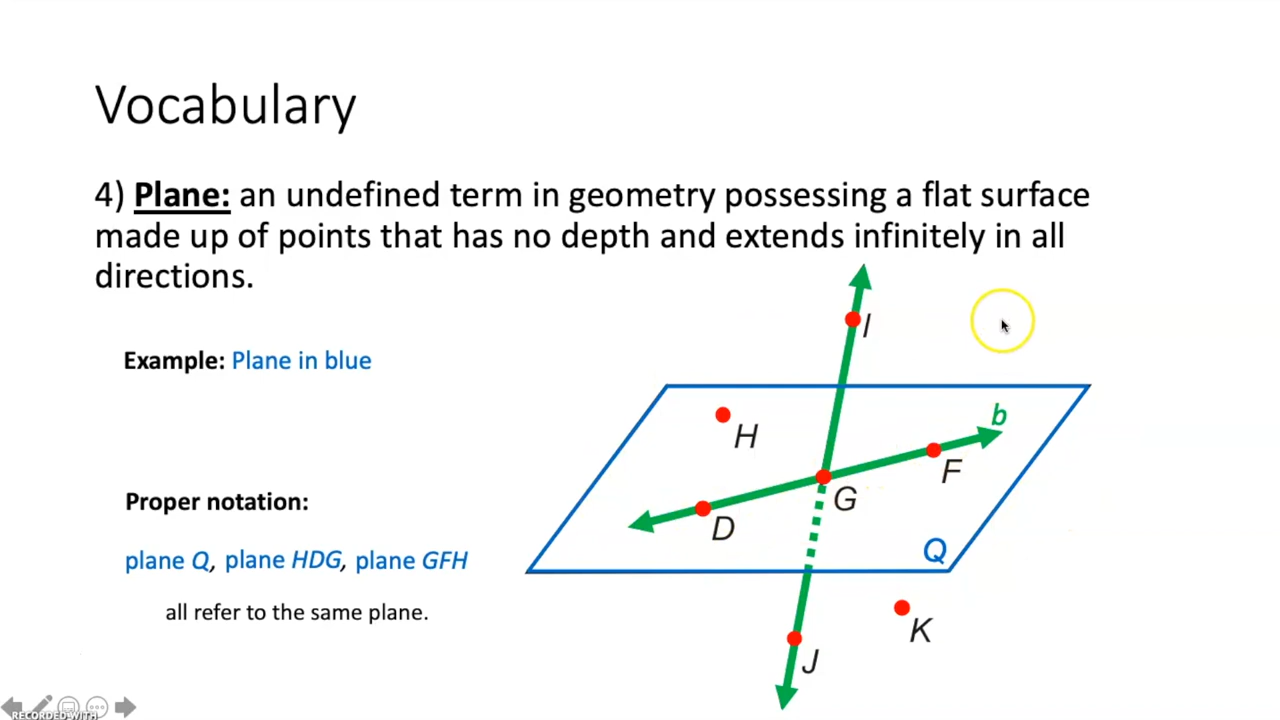 Vocabulary
4) Plane: an undefined term in geometry possessing a flat surface
made up of points that has no depth and extends infinitely in all
directions.
I
Example: Plane in blue
H
b
F
G
D
Proper notation:
Q
plane Q, plane HDG, plane GFH
all refer to the same plane.
K
J
RECORDED WITH